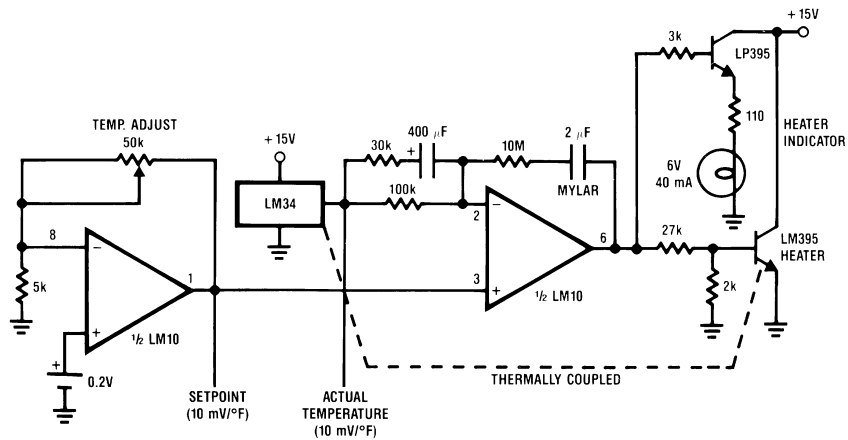 + 15V
3k
LP395
TEMP. ADJUST
50k
400 μF
110
HEATER
INDICATOR
+ 15V
30k
+
10M
2 μF
MYLAR
6V
40 mA
LM34
100k
2
−
6
27k
LM395
HEATER
8
−
1
3
+
½ LM10
2k
5k
+
½ LM10
+
0.2V
THERMALLY COUPLED
SETPOINT
(10 mV/°F)
ACTUAL
TEMPERATURE
(10 mV/°F)